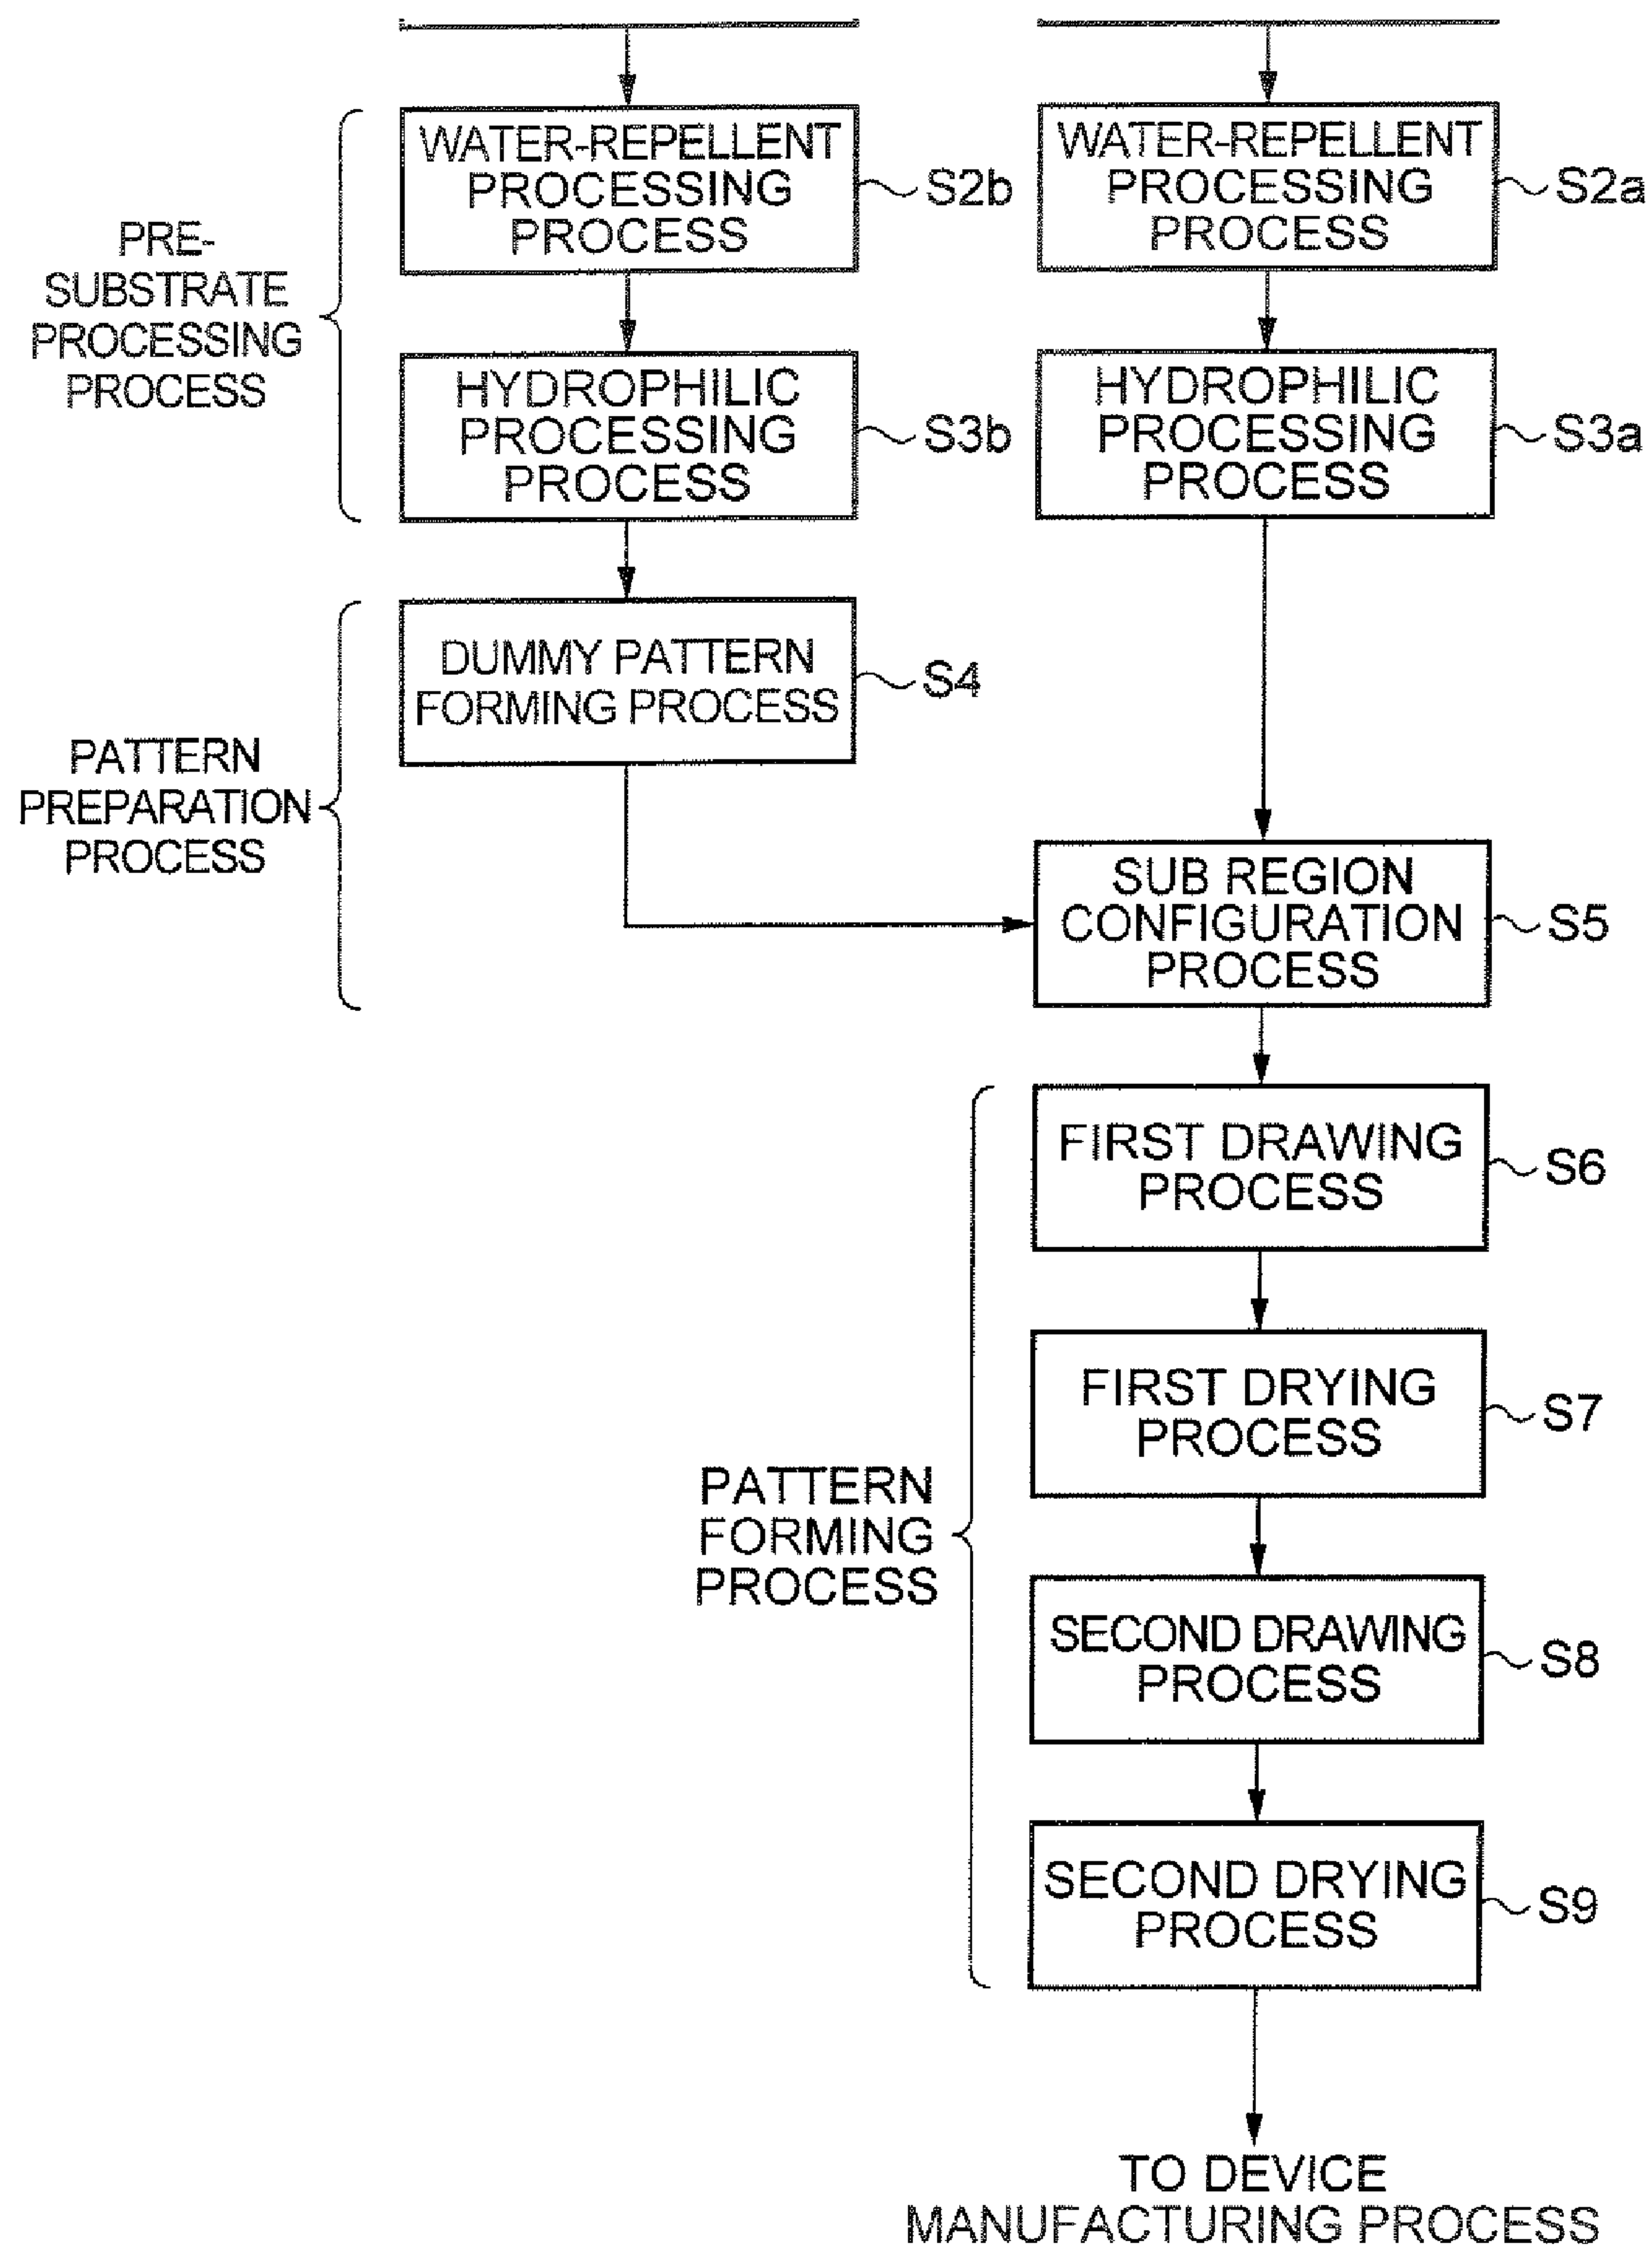 WATER-REPELLENT
PROCESSING
PROCESS
S2b
WATER-REPELLENT
PROCESSING
PROCESS
S2a
PRE-
SUBSTRATE
PROCESSING
PROCESS
HYDROPHILIC
PROCESSING
PROCESS
S3b
HYDROPHILIC
PROCESSING
PROCESS
S3a
DUMMY PATTERN
FORMING PROCESS
S4
PATTERN
PREPARATION
PROCESS
SUB REGION
CONFIGURATION
PROCESS
S5
FIRST DRAWING
PROCESS
S6
FIRST DRYING
PROCESS
S7
PATTERN
FORMING
PROCESS
SECOND DRAWING
PROCESS
S8
SECOND DRYING
PROCESS
S9
TO DEVICE
MANUFACTURING PROCESS